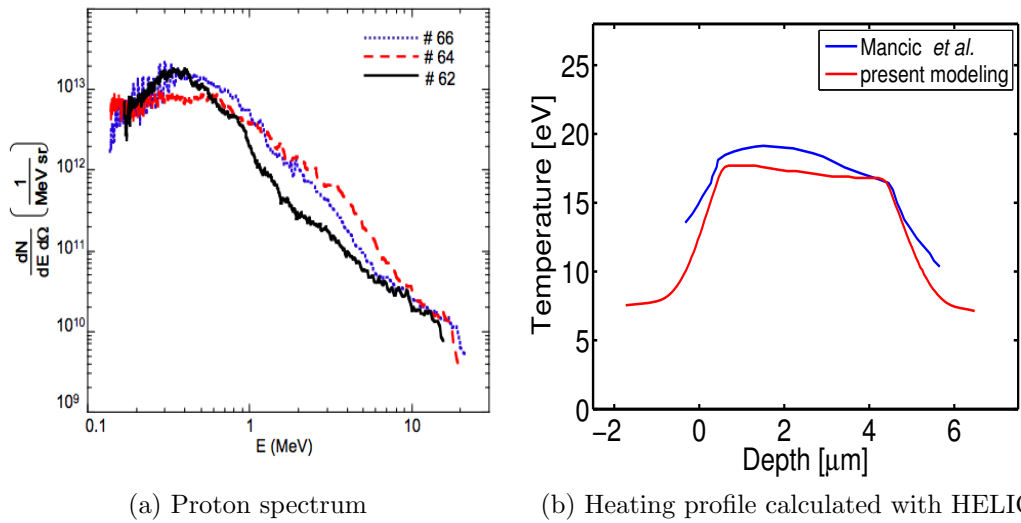 # 66
# 64
# 62
10^13
10^12
10^11
10^10
10^9
dN
dE dΩ
1
MeV sr
0.1 1 10
E (MeV)
(a) Proton spectrum
Mancic et al.
present modeling
25
20
15
10
5
0
Temperature [eV]
−2 0 2 4 6
Depth [μm]
(b) Heating profile calculated with HELIO